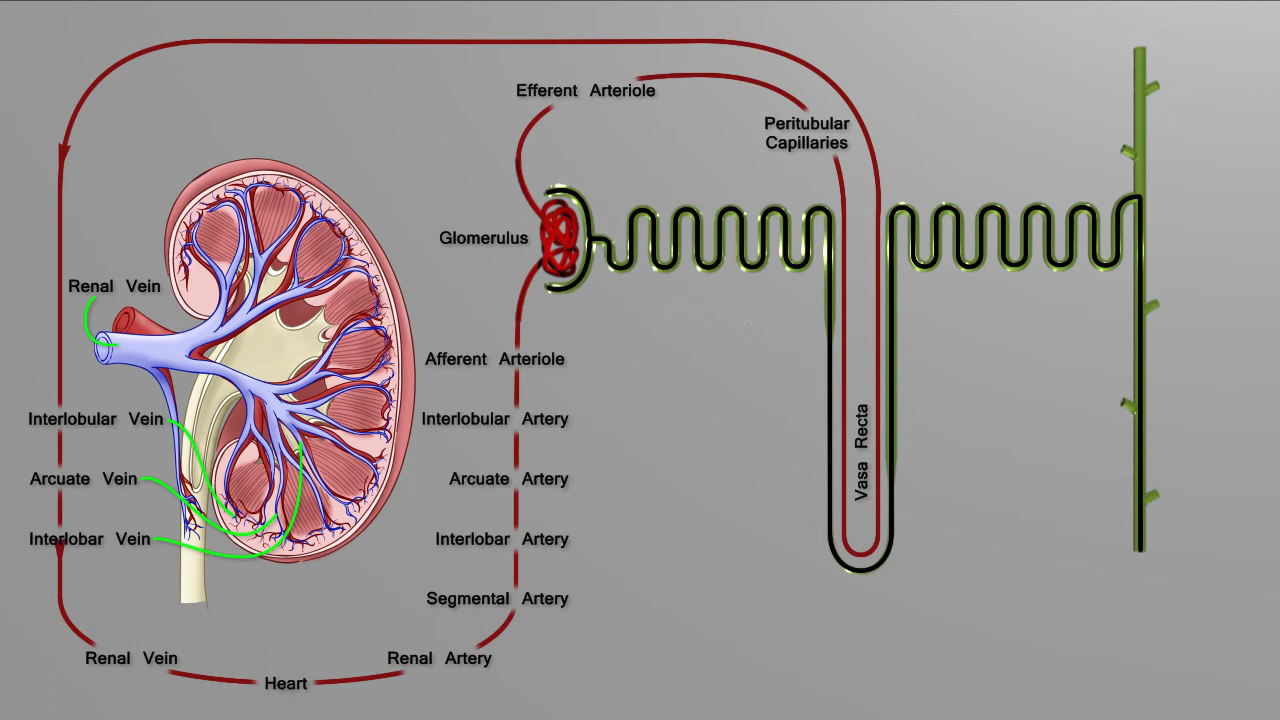 Efferent Arteriole
Peritubular
Capillaries
Glomerulus
Renal Vein
Afferent Arteriole
Interlobular Vein
Interlobular Artery
Vasa Recta
Arcuate Vein
Arcuate Artery
Interlobar Vein
Interlobar Artery
Segmental Artery
Renal Vein
Renal Artery
Heart